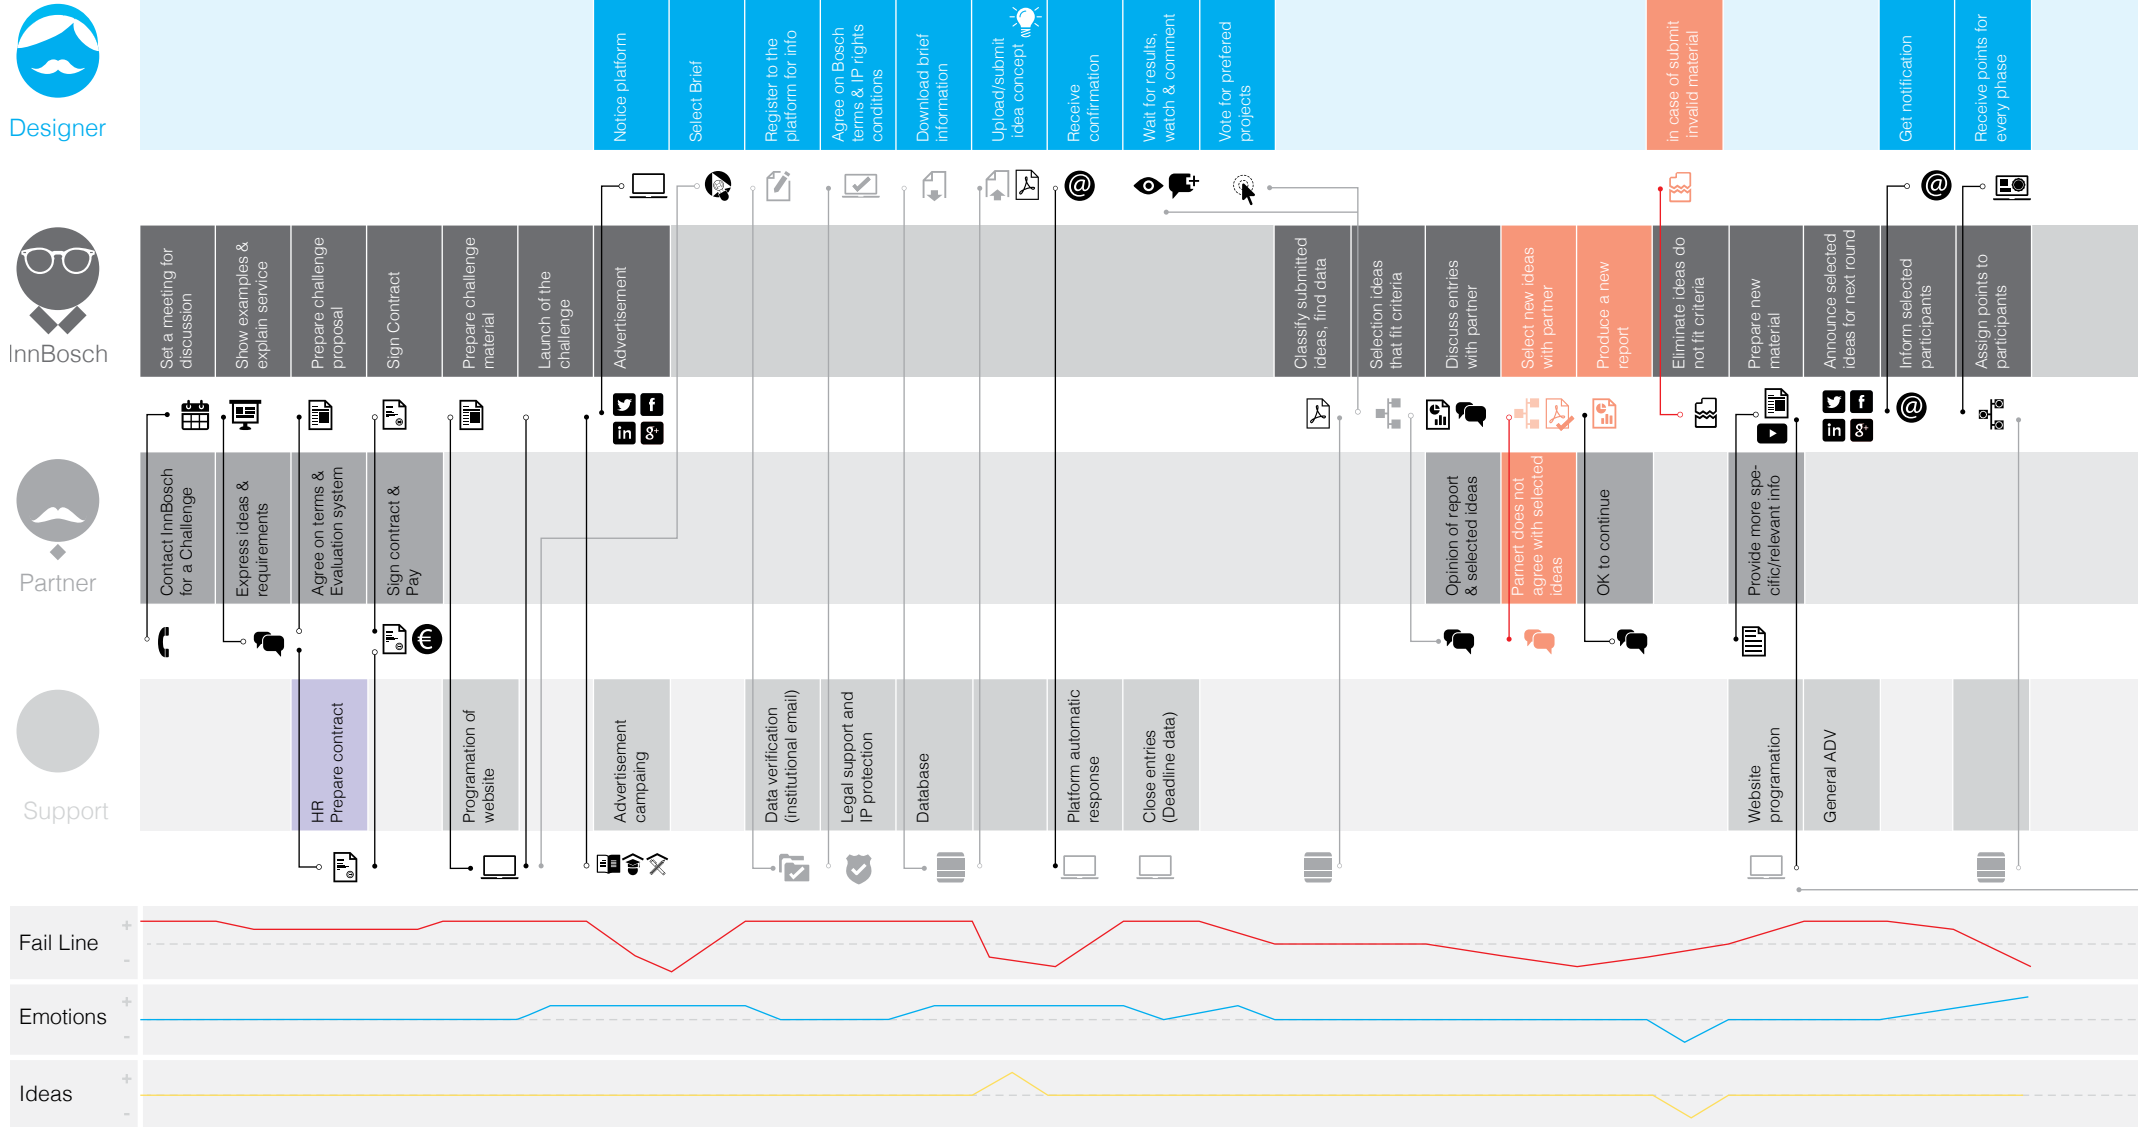 Designer
Notice platform
Select Brief
Register to the
platform for info
Agree on Bosch
terms & IP rights
conditions
Download brief
information
Upload/submit
idea concept
Receive
confirmation
Wait for results,
watch & comment
Vote for prefered
projects
in case of submit
invalid material
Get notification
Receive points for
every phase
@
@
InnBosch
Set a meeting for
discussion
Show examples &
explain service
Prepare challenge
proposal
Sign Contract
Prepare challenge
material
Launch of the
challenge
Advertisement
Classify submitted
ideas, find data
Selection ideas
that fit criteria
Discuss entries
with partner
Select new ideas
with partner
Produce a new
report
Eliminate ideas do
not fit criteria
Prepare new
material
Announce selected
ideas for next round
Inform selected
participants
Assign points to
participants
f
in
g+
f
in
g+
@
Partner
Contact InnBosch
for a Challenge
Express ideas &
requirements
Agree on terms &
Evaluation system
Sign contract &
Pay
Opinion of report
& selected ideas
Parnert does not
agree with selected
ideas
OK to continue
Provide more spe-
cific/relevant info
€
Support
HR
Prepare contract
Programation of
website
Advertisement
campaing
Data verification
(institutional email)
Legal support and
IP protection
Database
Platform automatic
response
Close entries
(Deadline data)
Website
programation
General ADV
Fail Line
+
-
Emotions
+
-
Ideas
+
-